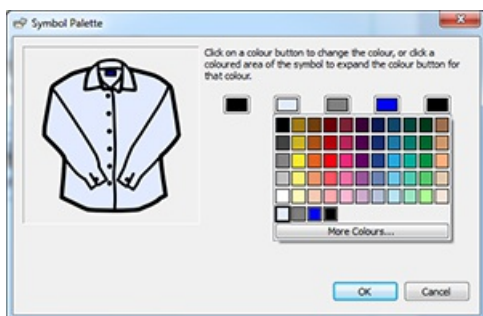 Symbol Palette
Click on a colour button to change the colour, or click a
coloured area of the symbol to expand the colour button for
that colour.
More Colours...
OK
Cancel